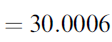 = 30.0006